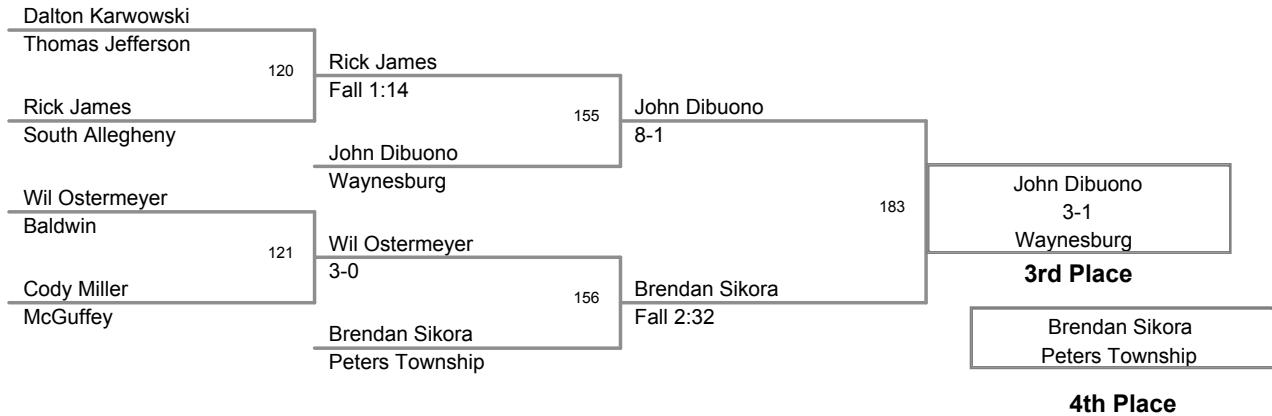 Dalton Karwowski
Thomas Jefferson
120
Rick James
Fall 1:14
Rick James
South Allegheny
155
John Dibuono
8-1
John Dibuono
Waynesburg
Wil Ostermeyer
Baldwin
183
John Dibuono
3-1
Waynesburg
3rd Place
121
Wil Ostermeyer
3-0
Cody Miller
McGuffey
156
Brendan Sikora
Fall 2:32
Brendan Sikora
Peters Township
Brendan Sikora
Peters Township
4th Place